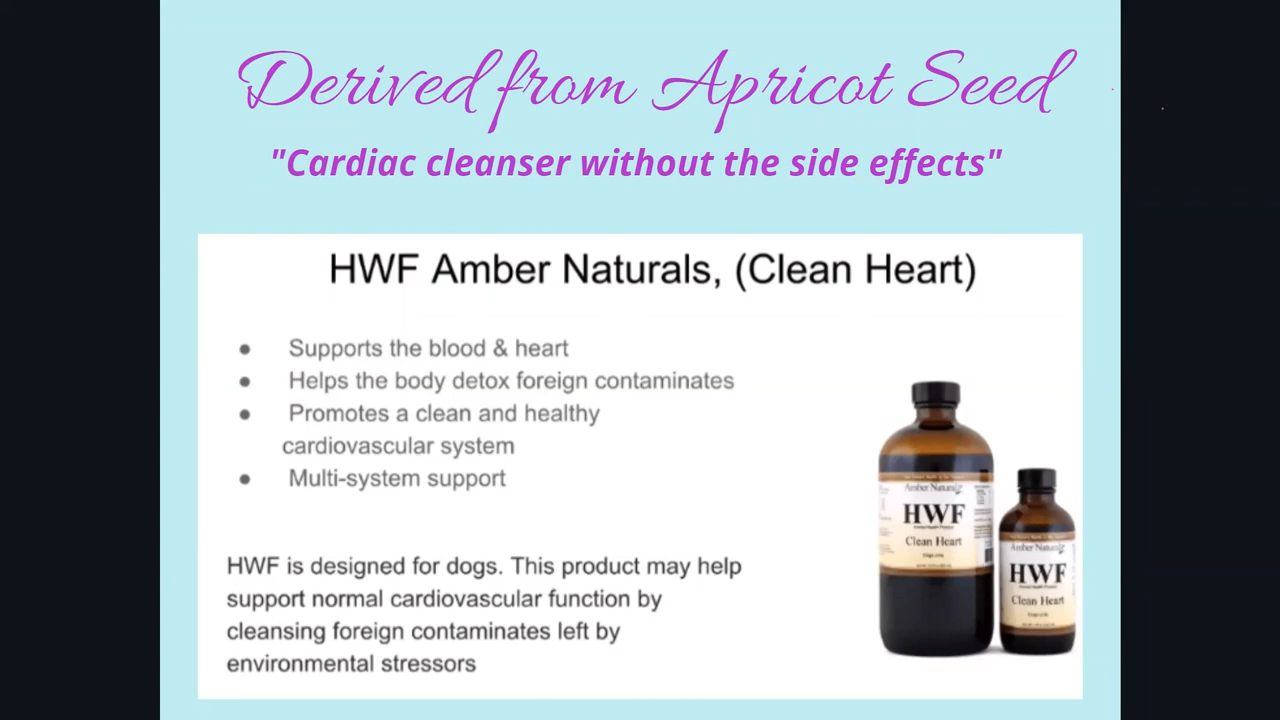 Derived from Apricot Seed
"Cardiac cleanser without the side effects"
HWF Amber Naturals, (Clean Heart)
● Supports the blood & heart
● Helps the body detox foreign contaminates
● Promotes a clean and healthy
cardiovascular system
● Multi-system support
HWF is designed for dogs. This product may help
support normal cardiovascular function by
cleansing foreign contaminates left by
environmental stressors
Amber Naturalz
HWF
Clean Heart
Amber Naturalz
HWF
Clean Heart